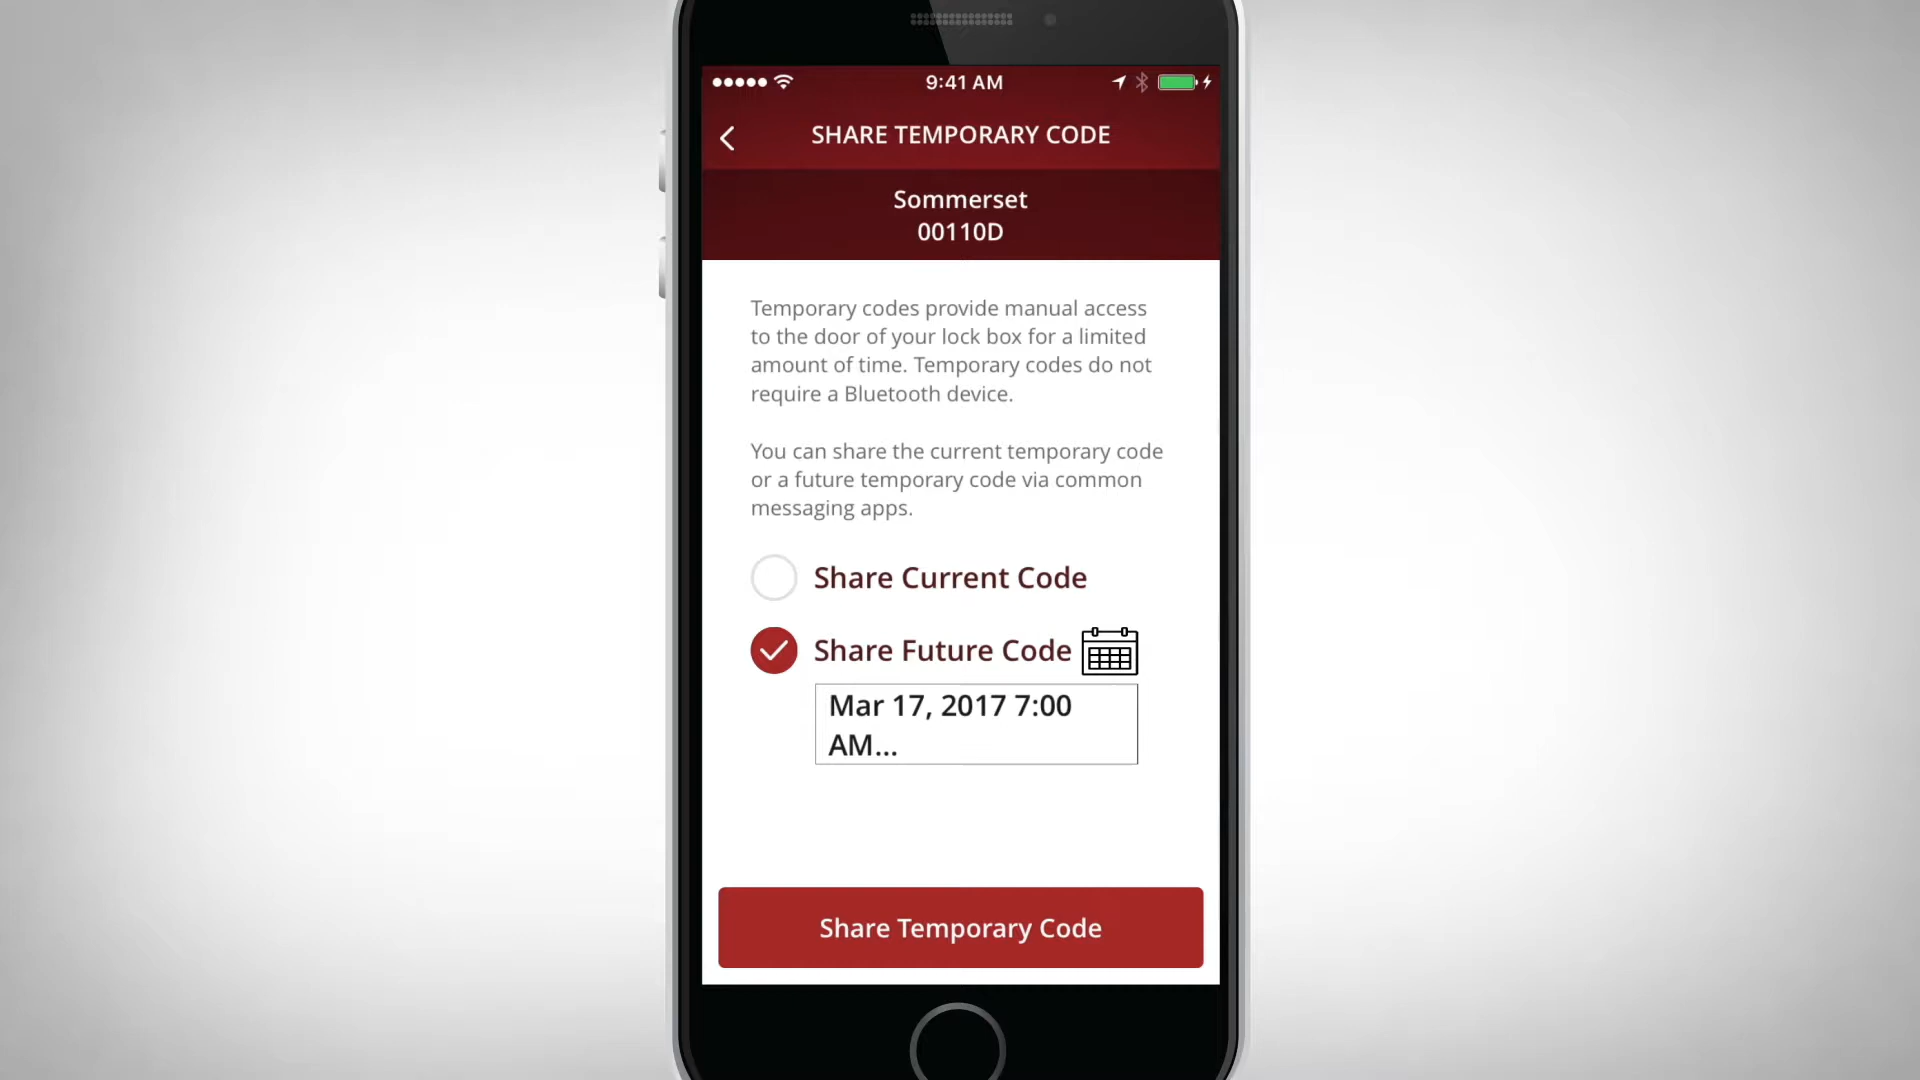 9:41 AM
SHARE TEMPORARY CODE
Sommerset
00110D
Temporary codes provide manual access
to the door of your lock box for a limited
amount of time. Temporary codes do not
require a Bluetooth device.
You can share the current temporary code
or a future temporary code via common
messaging apps.
Share Current Code
Share Future Code
Mar 17, 2017 7:00
AM...
Share Temporary Code